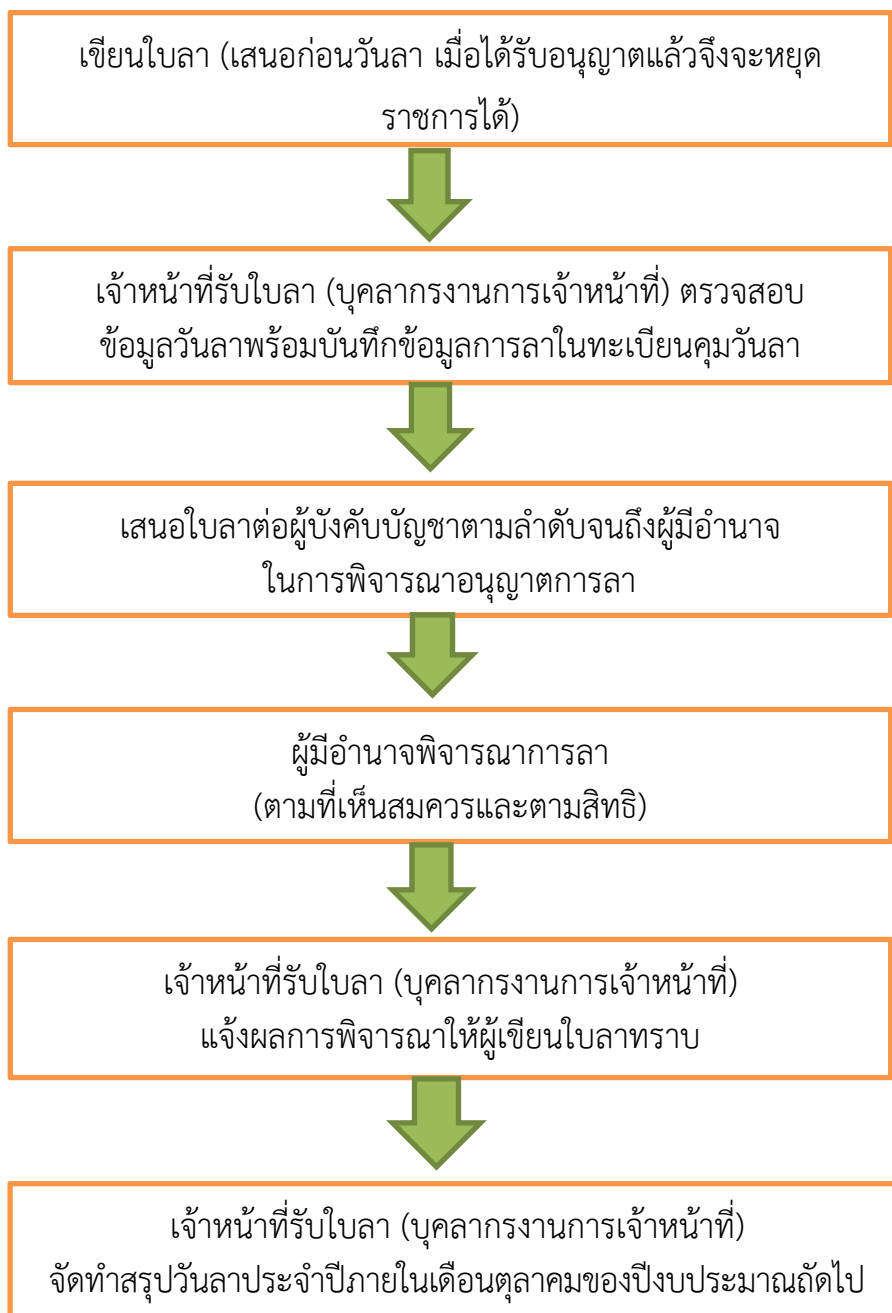 เขียนใบลา (เสนอก่อนวันลา เมื่อได้รับอนุญาตแล้วจึงจะหยุด
ราชการได้)
เจ้าหน้าที่รับใบลา (บุคลากรงานการเจ้าหน้าที่) ตรวจสอบ
ข้อมูลวันลาพร้อมบันทึกข้อมูลการลาในทะเบียนคุมวันลา
เสนอใบลาต่อผู้บังคับบัญชาตามลำดับจนถึงผู้มีอำนาจ
ในการพิจารณาอนุญาตการลา
ผู้มีอำนาจพิจารณาการลา
(ตามที่เห็นสมควรและตามสิทธิ)
เจ้าหน้าที่รับใบลา (บุคลากรงานการเจ้าหน้าที่)
แจ้งผลการพิจารณาให้ผู้เขียนใบลาทราบ
เจ้าหน้าที่รับใบลา (บุคลากรงานการเจ้าหน้าที่)
จัดทำสรุปวันลาประจำปีภายในเดือนตุลาคมของปีงบประมาณถัดไป